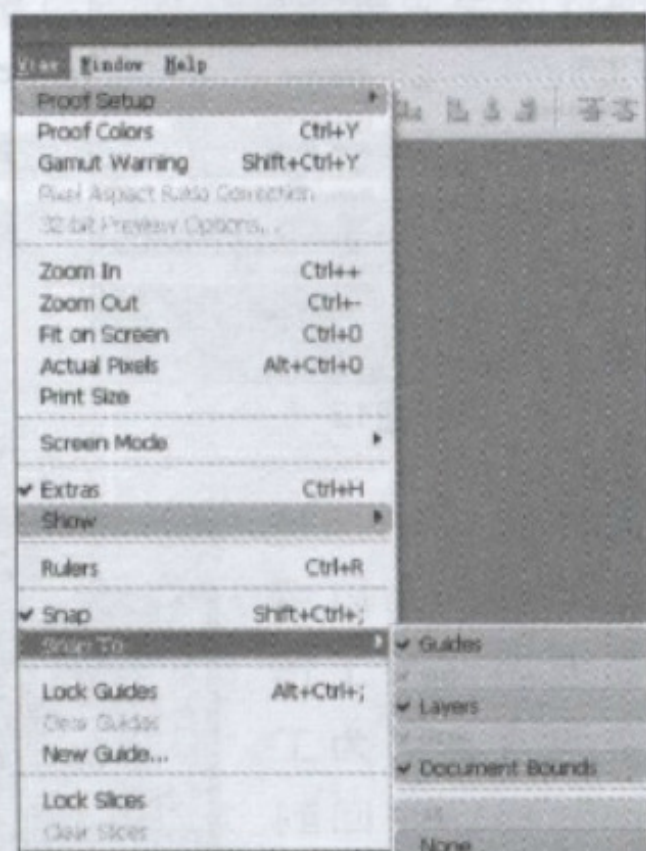 View Window Help
Proof Setup
Proof Colors Ctrl+Y
Gamut Warning Shift+Ctrl+Y
Pixel Aspect Ratio Correction
32-bit Preview Options...
Zoom In Ctrl++
Zoom Out Ctrl+-
Fit on Screen Ctrl+0
Actual Pixels Alt+Ctrl+0
Print Size
Screen Mode
Extras Ctrl+H
Show
Rulers Ctrl+R
Snap Shift+Ctrl+;
Snap To
Guides
Layers
Lock Guides Alt+Ctrl+;
Clear Guides
New Guide...
Document Bounds
Lock Slices
Clear Slices
None